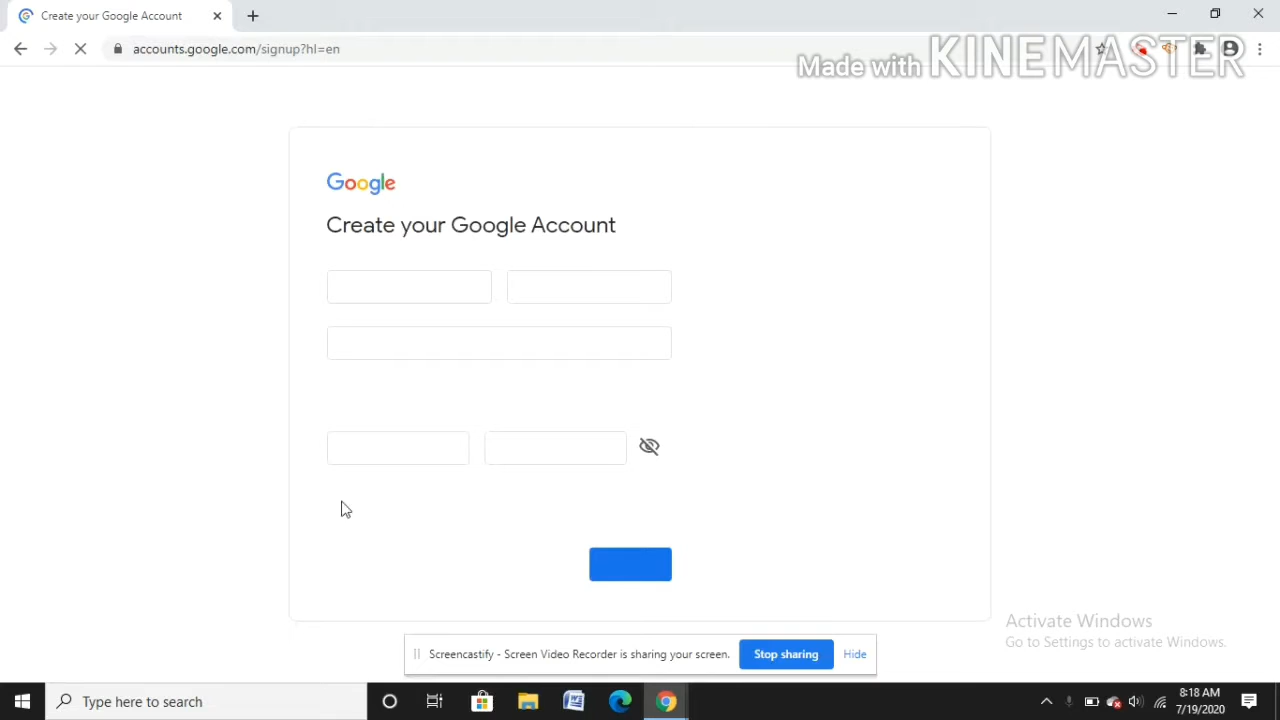 Create your Google Account
accounts.google.com/signup?hl=en
Made with KINEMASTER
Google
Create your Google Account
Activate Windows
Go to Settings to activate Windows.
Screencastify - Screen Video Recorder is sharing your screen.
Stop sharing
Hide
Type here to search
8:18 AM
7/19/2020